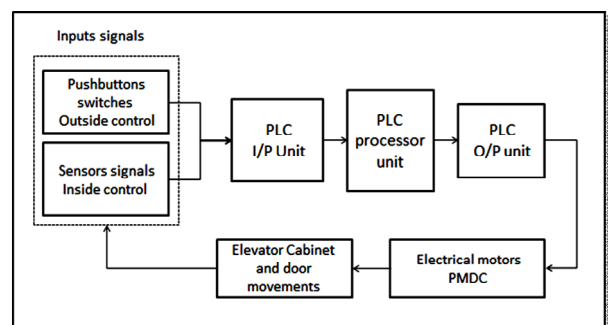 Inputs signals
Pushbuttons
switches
Outside control
Sensors signals
Inside control
PLC
I/P Unit
PLC
processor
unit
PLC
O/P unit
Elevator Cabinet
and door
movements
Electrical motors
PMDC